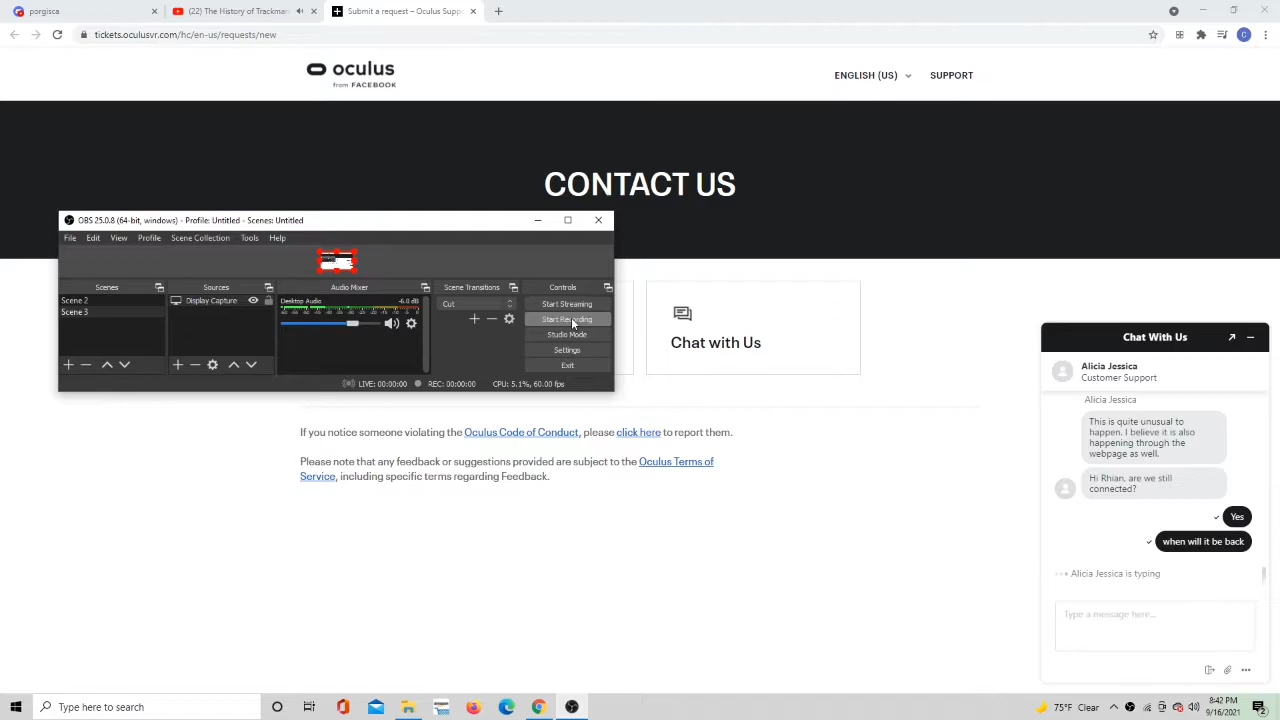 porgisca
(22) The History of Trackmar
Submit a request – Oculus Supp
tickets.oculusvr.com/hc/en-us/requests/new
C
oculus
from FACEBOOK
ENGLISH (US)
SUPPORT
CONTACT US
OBS 25.0.8 (64-bit, windows) - Profile: Untitled - Scenes: Untitled
File Edit View Profile Scene Collection Tools Help
Scenes
Scene 2
Scene 3
Sources
Display Capture
Audio Mixer
Desktop Audio
-6.0 dB
Scene Transitions
Cut
Controls
Start Streaming
Start Recording
Studio Mode
Settings
Exit
LIVE: 00:00:00
REC: 00:00:00
CPU: 5.1%, 60.00 fps
Chat with Us
If you notice someone violating the Oculus Code of Conduct, please click here to report them.
Please note that any feedback or suggestions provided are subject to the Oculus Terms of
Service, including specific terms regarding Feedback.
Chat With Us
Alicia Jessica
Customer Support
Alicia Jessica
This is quite unusual to
happen. I believe it is also
happening through the
webpage as well.
Hi Rhian, are we still
connected?
Yes
when will it be back
Alicia Jessica is typing
Type a message here...
Type here to search
75°F Clear
8:42 PM
9/16/2021